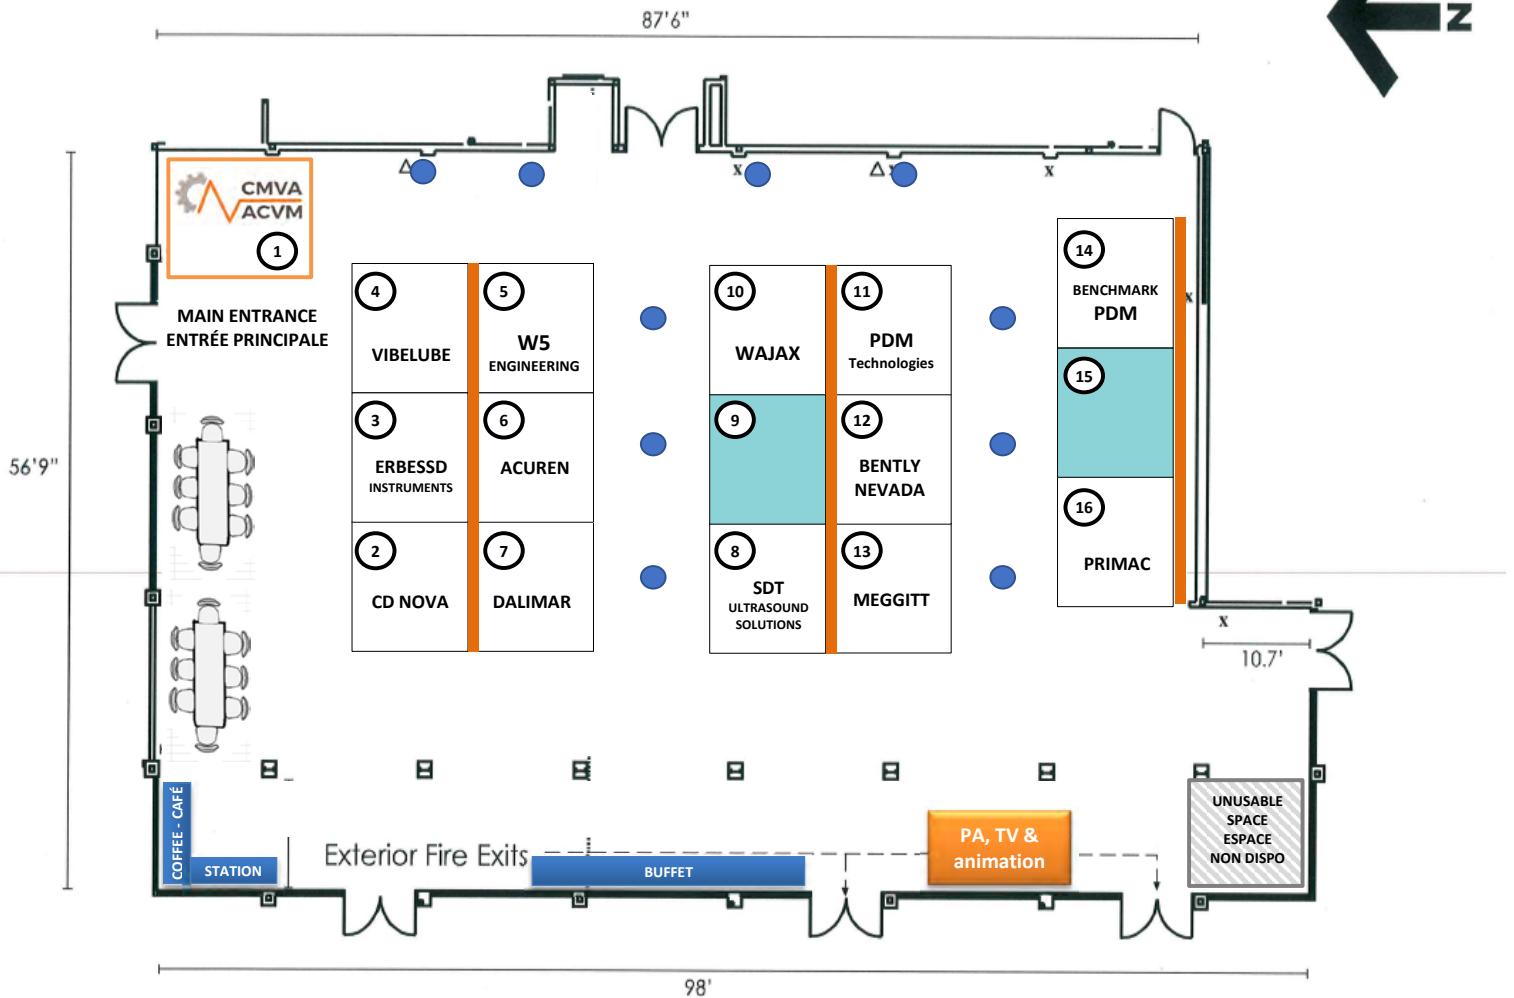 87'6"
N
CMVA
ACVM
1
MAIN ENTRANCE
ENTRÉE PRINCIPALE
4
VIBELUBE
5
W5
ENGINEERING
10
WAJAX
11
PDM
Technologies
14
BENCHMARK
PDM
3
ERBESSD
INSTRUMENTS
6
ACUREN
9
12
BENTLY
NEVADA
15
56'9"
2
CD NOVA
7
DALIMAR
8
SDT
ULTRASOUND
SOLUTIONS
13
MEGGITT
16
PRIMAC
x
x
x
x
x
10.7'
COFFEE - CAFÉ
STATION
Exterior Fire Exits
BUFFET
PA, TV &
animation
UNUSABLE
SPACE
ESPACE
NON DISPO
98'